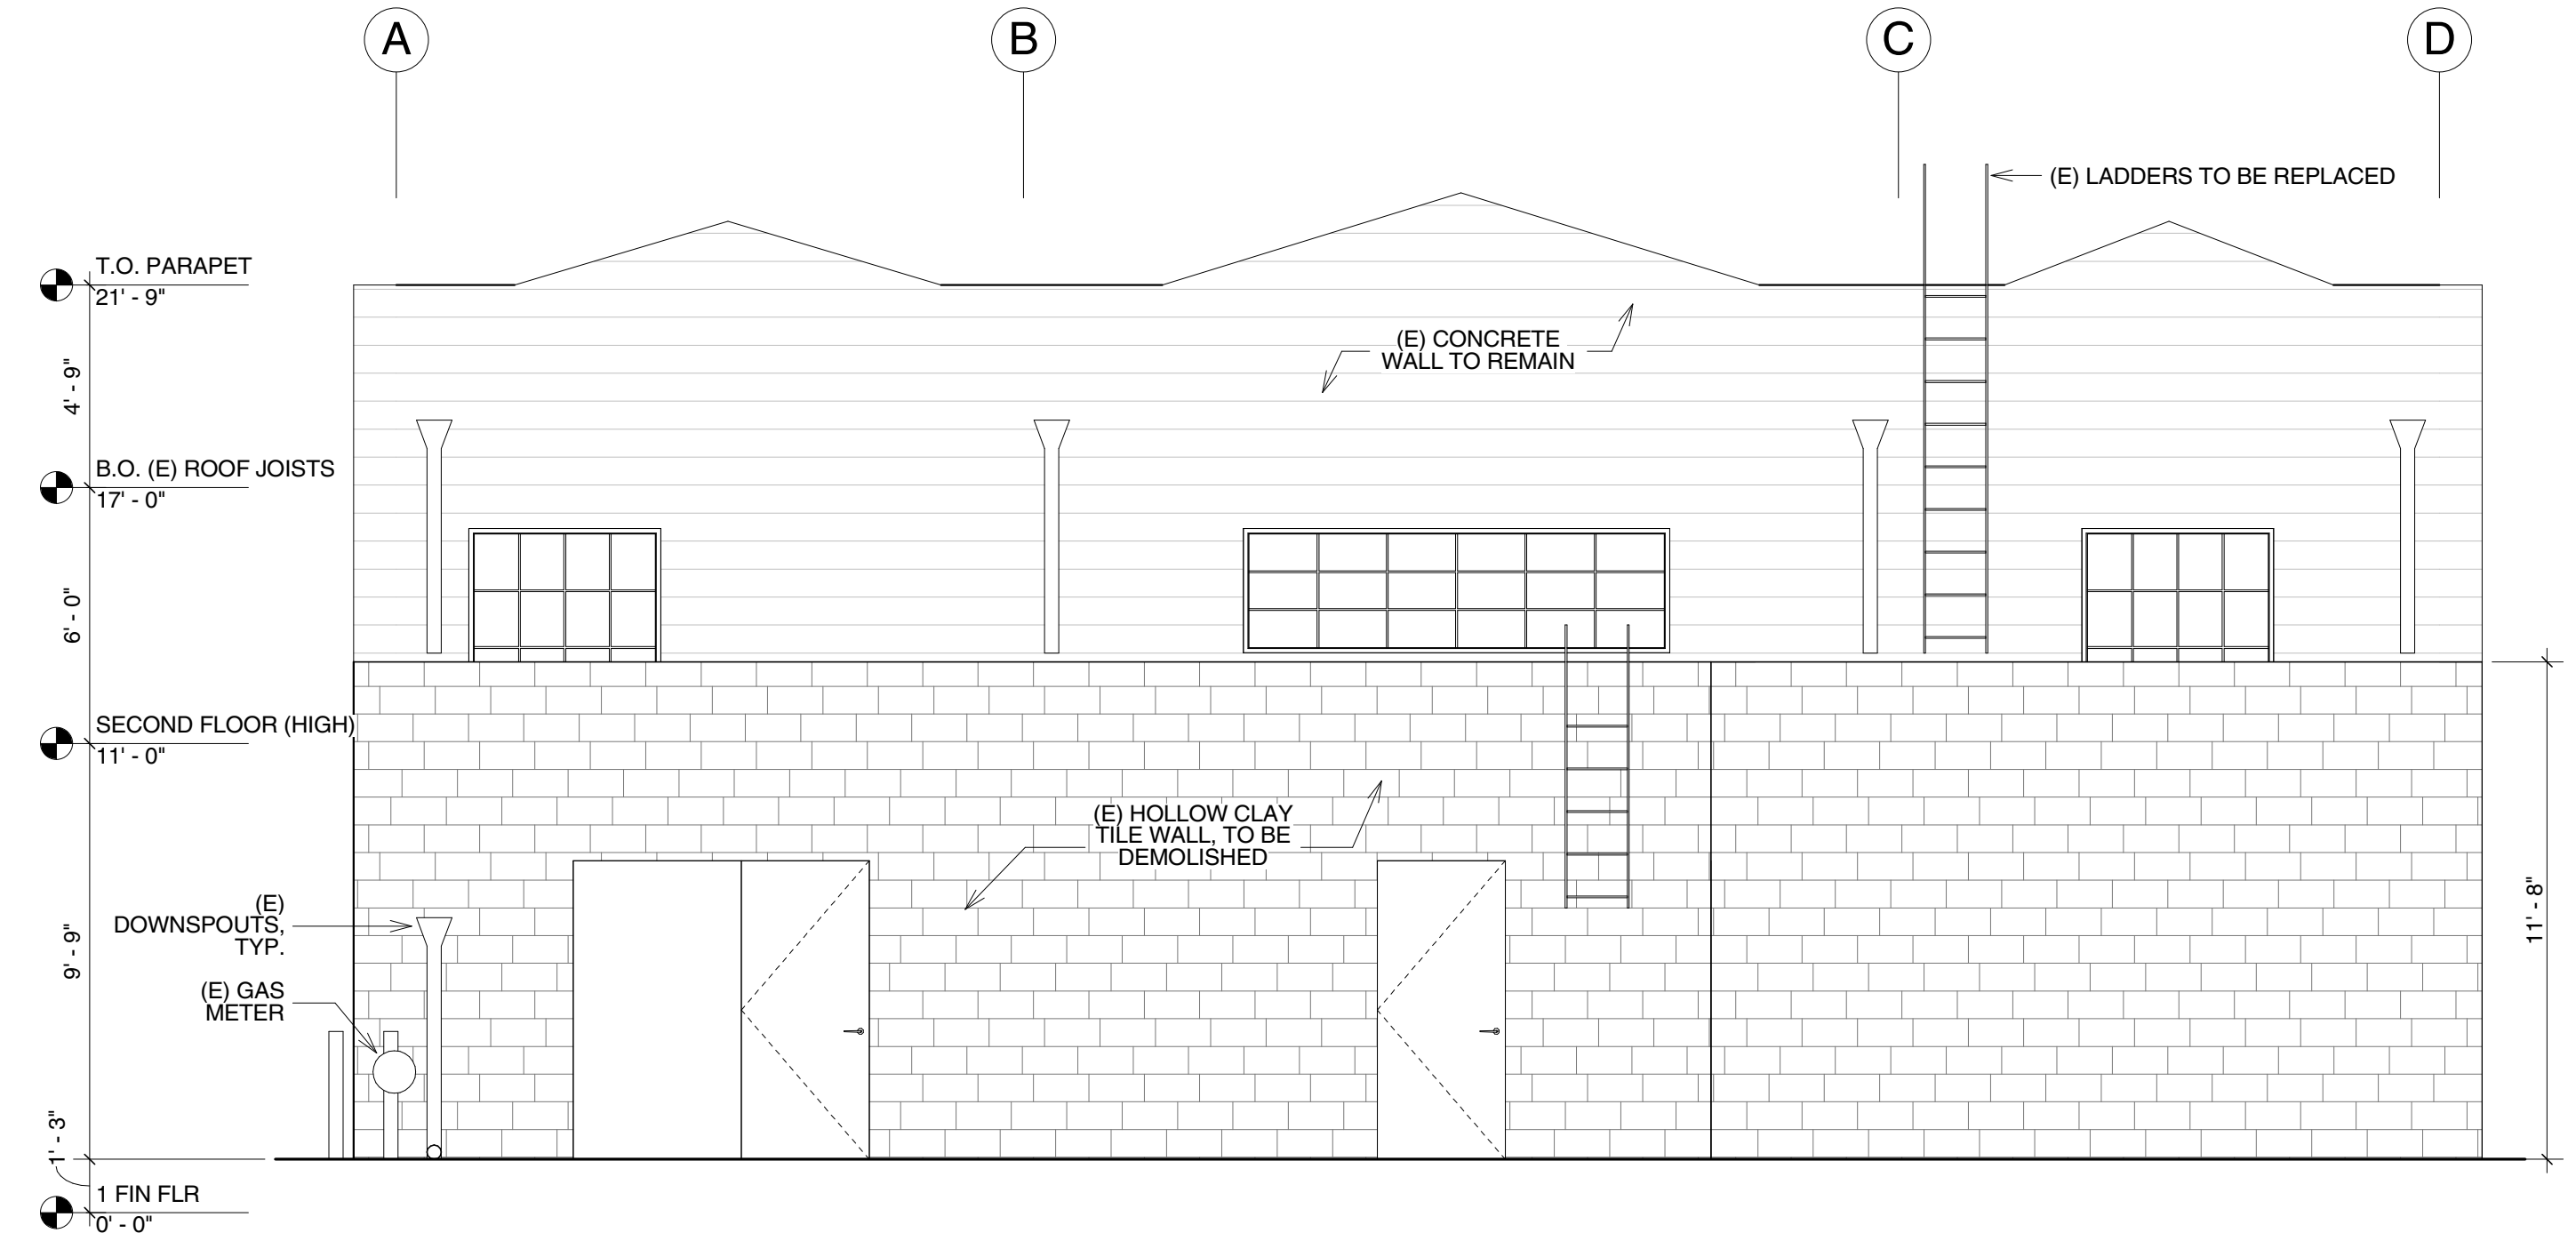 A
B
C
D
(E) LADDERS TO BE REPLACED
T.O. PARAPET
21' - 9"
(E) CONCRETE
WALL TO REMAIN
4' - 9"
B.O. (E) ROOF JOISTS
17' - 0"
6' - 0"
SECOND FLOOR (HIGH)
11' - 0"
(E) HOLLOW CLAY
TILE WALL, TO BE
DEMOLISHED
(E)
DOWNSPOUTS,
TYP.
9' - 9"
11' - 8"
(E) GAS
METER
1' - 3"
1 FIN FLR
0' - 0"